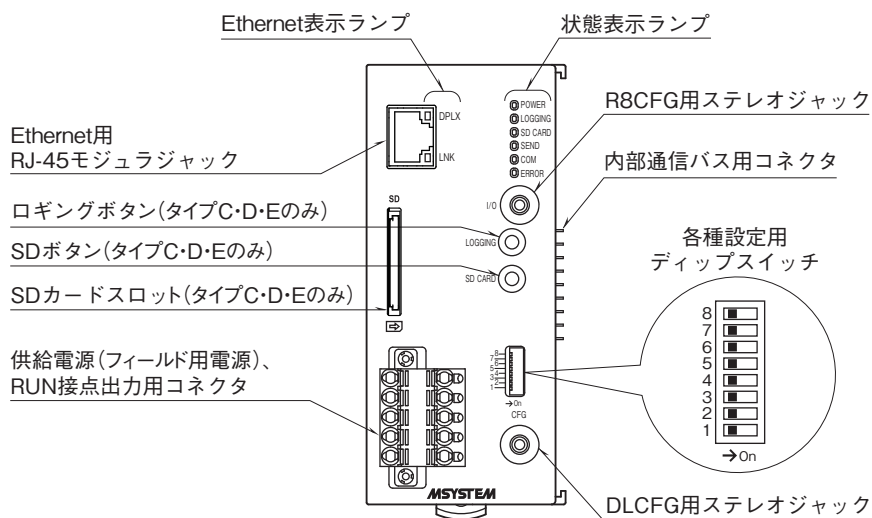 Ethernet表示ランプ
状態表示ランプ
R8CFG用ステレオジャック
Ethernet用
RJ-45モジュラジャック
内部通信バス用コネクタ
ロギングボタン(タイプC･D･Eのみ)
SDボタン(タイプC･D･Eのみ)
SDカードスロット(タイプC･D･Eのみ)
供給電源(フィールド用電源)、
RUN接点出力用コネクタ
各種設定用
ディップスイッチ
8
7
6
5
4
3
2
1
→On
DLCFG用ステレオジャック
DPLX
LNK
POWER
LOGGING
SD CARD
SEND
COM
ERROR
SD
I/O
LOGGING
SD CARD
8
7
6
5
4
3
2
1
→On
CFG
MSYSTEM